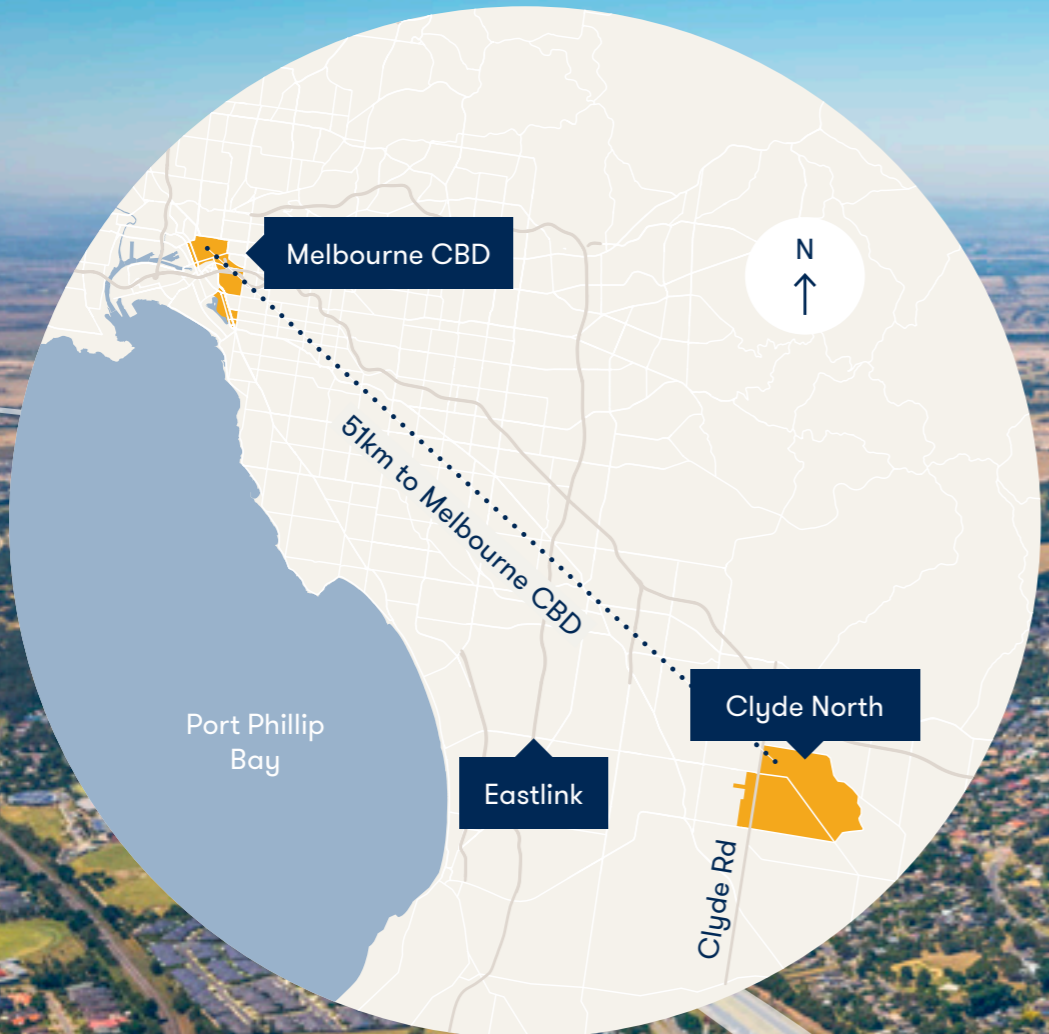 Melbourne CBD
N
51km to Melbourne CBD
Clyde North
Port Phillip
Bay
Eastlink
Clyde Rd